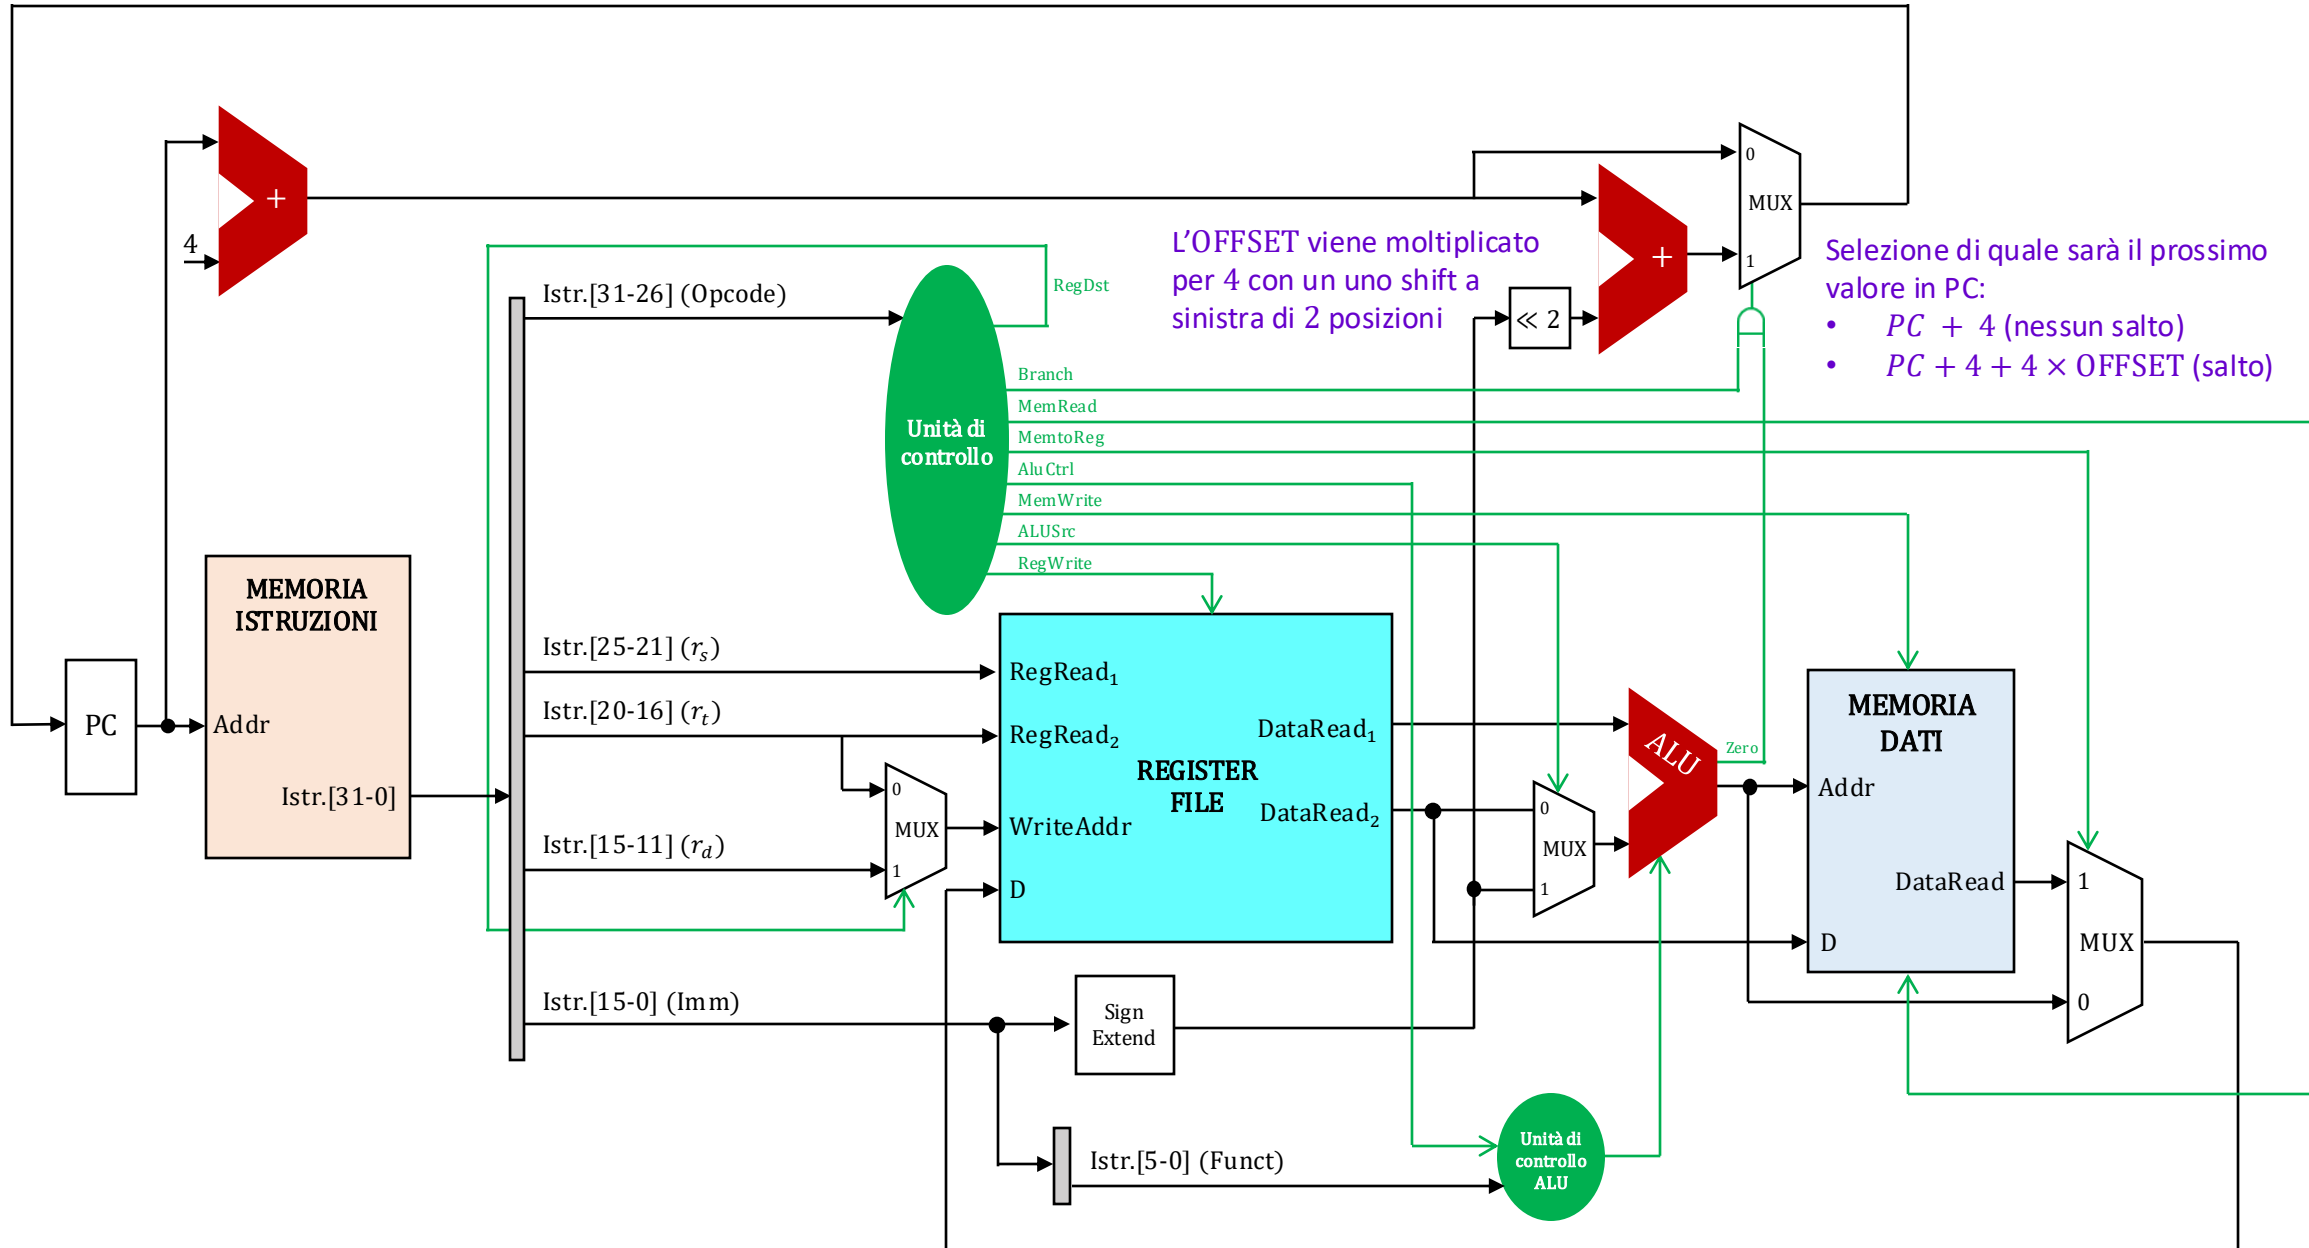 0
MUX
1
+
4
+
L’OFFSET viene moltiplicato
per 4 con un uno shift a
sinistra di 2 posizioni
≪ 2
Selezione di quale sarà il prossimo
valore in PC:
• PC + 4 (nessun salto)
• PC + 4 + 4 × OFFSET (salto)
Istr.[31-26] (Opcode)
RegDst
Branch
MemRead
MemtoReg
AluCtrl
MemWrite
ALUSrc
RegWrite
Unità di
controllo
MEMORIA
ISTRUZIONI
Addr
Istr.[31-0]
PC
Istr.[25-21] (rₛ)
Istr.[20-16] (rₜ)
Istr.[15-11] (r_d)
Istr.[15-0] (Imm)
0
MUX
1
RegRead₁
RegRead₂
WriteAddr
D
DataRead₁
DataRead₂
REGISTER
FILE
0
MUX
1
ALU
Zero
MEMORIA
DATI
Addr
DataRead
D
1
MUX
0
Sign
Extend
Istr.[5-0] (Funct)
Unità di
controllo
ALU